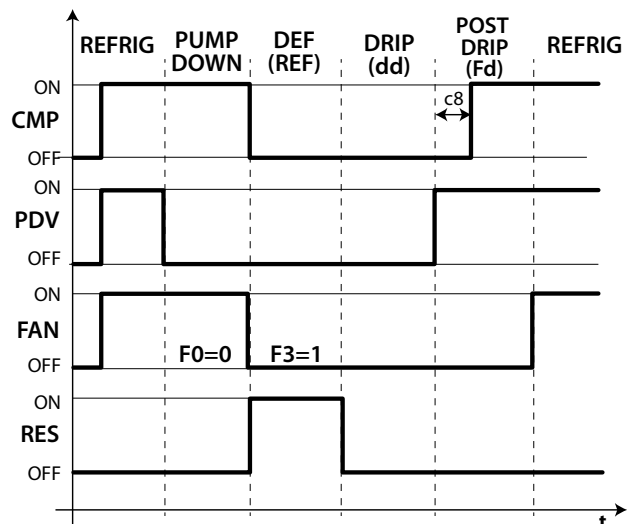 REFRIG
PUMP
DOWN
DEF
(REF)
DRIP
(dd)
POST
DRIP
(Fd)
REFRIG
ON
CMP
OFF
c8
ON
PDV
OFF
ON
FAN
OFF
F0=0
F3=1
ON
RES
OFF
t